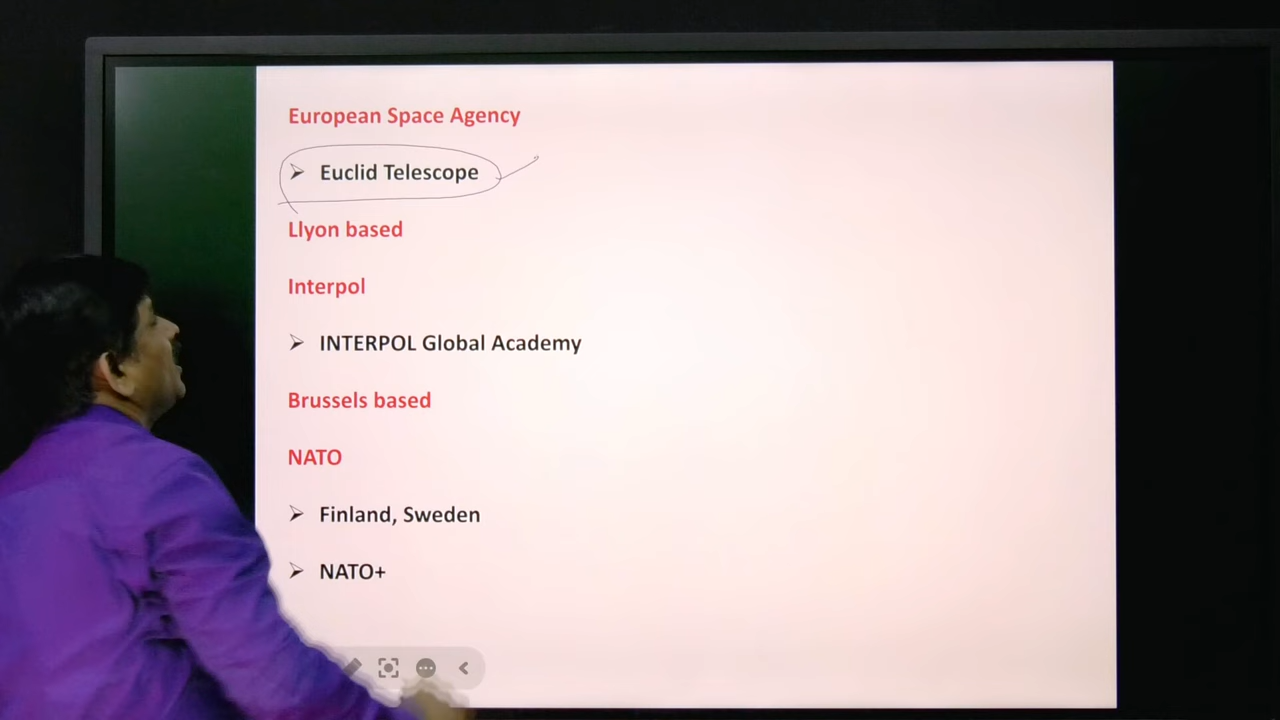 European Space Agency
➢ Euclid Telescope
Llyon based
Interpol
➢ INTERPOL Global Academy
Brussels based
NATO
➢ Finland, Sweden
➢ NATO+